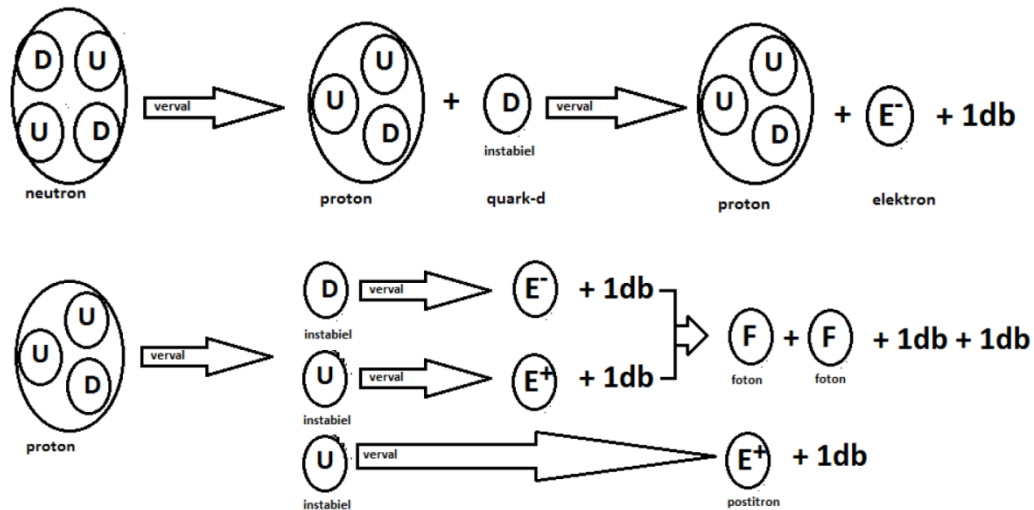 D U U D
neutron
verval
U U D
proton
+
D
instabiel
quark-d
verval
U U D
proton
+ E⁻ + 1db
elektron
U U D
proton
verval
D
instabiel
verval
E⁻ + 1db
U
instabiel
verval
E⁺ + 1db
F + F + 1db + 1db
foton foton
U
instabiel
verval
E⁺ + 1db
postitron